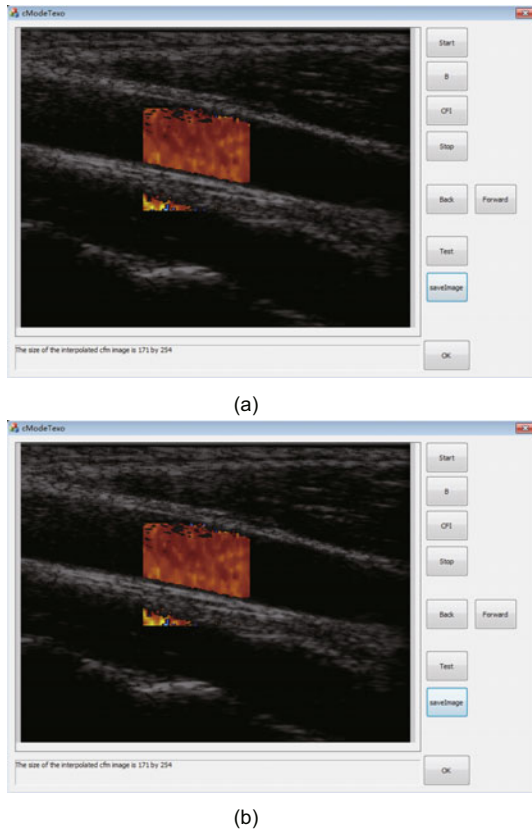 cModeTexo
Start
B
CFI
Stop
Back Forward
Test
saveImage
The size of the interpolated cfm image is 171 by 254
OK
(a)
cModeTexo
Start
B
CFI
Stop
Back Forward
Test
saveImage
The size of the interpolated cfm image is 171 by 254
OK
(b)